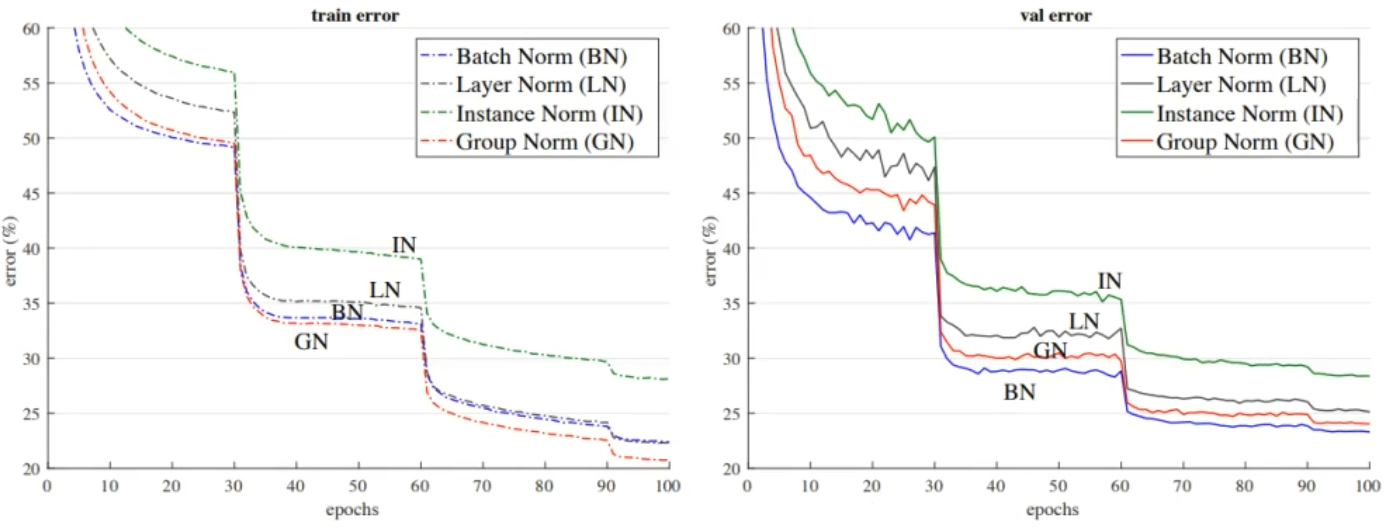 train error
60
55
50
45
40
35
30
25
20
error (%)
Batch Norm (BN)
Layer Norm (LN)
Instance Norm (IN)
Group Norm (GN)
IN
LN
BN
GN
0 10 20 30 40 50 60 70 80 90 100
epochs
val error
60
55
50
45
40
35
30
25
20
error (%)
Batch Norm (BN)
Layer Norm (LN)
Instance Norm (IN)
Group Norm (GN)
IN
LN
GN
BN
0 10 20 30 40 50 60 70 80 90 100
epochs